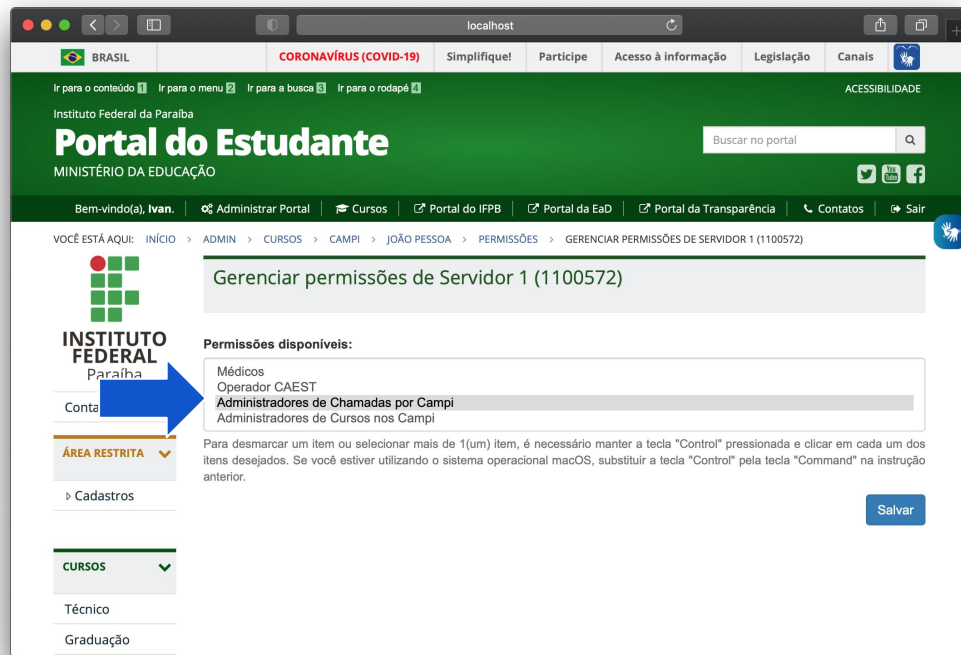 localhost
BRASIL CORONAVÍRUS (COVID-19) Simplifique! Participe Acesso à informação Legislação Canais
Ir para o conteúdo 1 Ir para o menu 2 Ir para a busca 3 Ir para o rodapé 4 ACESSIBILIDADE
Instituto Federal da Paraíba
Portal do Estudante
Buscar no portal
MINISTÉRIO DA EDUCAÇÃO
You Tube
Bem-vindo(a), Ivan. Administrar Portal Cursos Portal do IFPB Portal da EaD Portal da Transparência Contatos Sair
VOCÊ ESTÁ AQUI: INÍCIO > ADMIN > CURSOS > CAMPI > JOÃO PESSOA > PERMISSÕES > GERENCIAR PERMISSÕES DE SERVIDOR 1 (1100572)
Gerenciar permissões de Servidor 1 (1100572)
INSTITUTO
FEDERAL
Paraíba
Permissões disponíveis:
Médicos
Operador CAEST
Administradores de Chamadas por Campi
Administradores de Cursos nos Campi
Para desmarcar um item ou selecionar mais de 1(um) item, é necessário manter a tecla "Control" pressionada e clicar em cada um dos
itens desejados. Se você estiver utilizando o sistema operacional macOS, substituir a tecla "Control" pela tecla "Command" na instrução
anterior.
Salvar
ÁREA RESTRITA
Cadastros
CURSOS
Técnico
Graduação